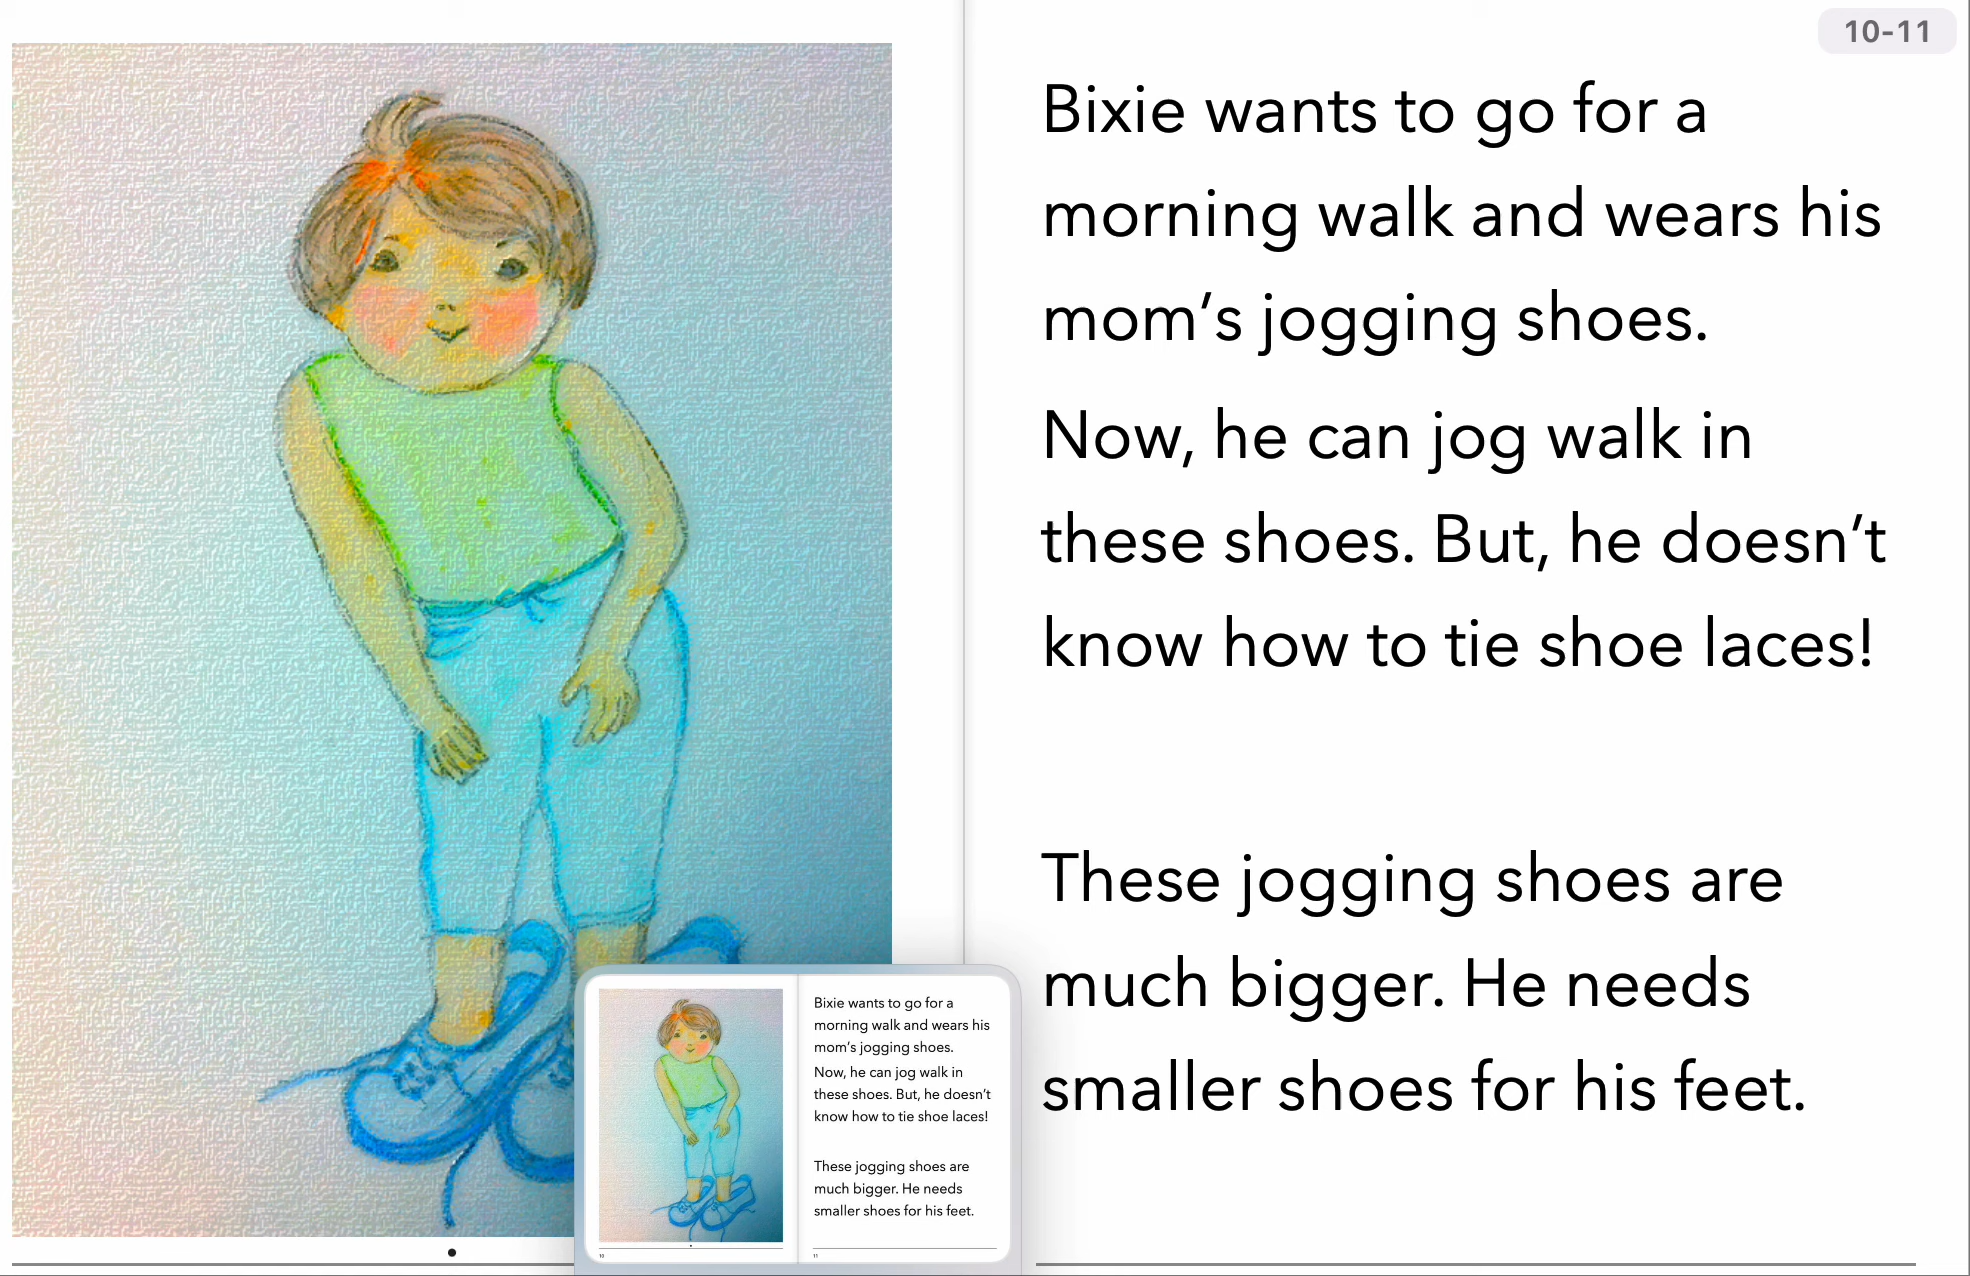 10-11
Bixie wants to go for a
morning walk and wears his
mom’s jogging shoes.
Now, he can jog walk in
these shoes. But, he doesn’t
know how to tie shoe laces!
These jogging shoes are
much bigger. He needs
smaller shoes for his feet.
Bixie wants to go for a
morning walk and wears his
mom’s jogging shoes.
Now, he can jog walk in
these shoes. But, he doesn’t
know how to tie shoe laces!
These jogging shoes are
much bigger. He needs
smaller shoes for his feet.
10
11